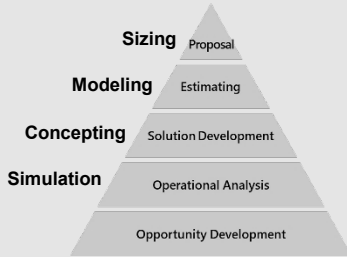 Sizing
Proposal
Modeling
Estimating
Concepting
Solution Development
Simulation
Operational Analysis
Opportunity Development